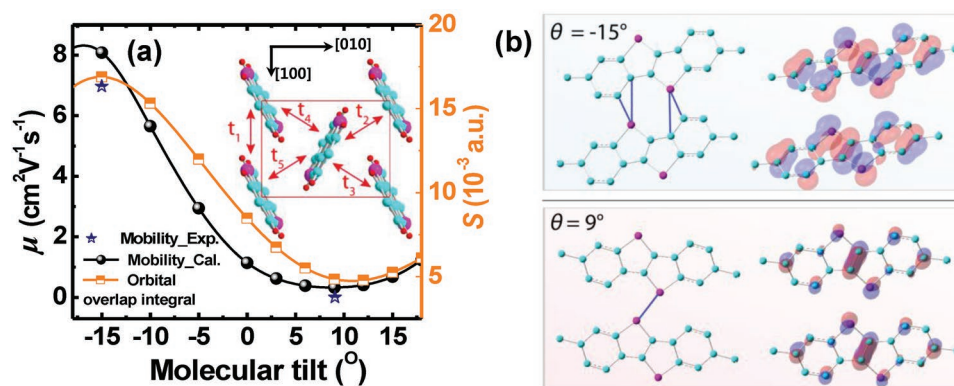 (a)
μ (cm²V⁻¹s⁻¹)
8
6
4
2
0
[010]
[100]
t₁
t₄
t₂
t₅
t₃
Mobility_Exp.
Mobility_Cal.
Orbital
overlap integral
-15 -10 -5 0 5 10 15
Molecular tilt (°)
20
15
10
5
S (10⁻³ a.u.)
(b)
θ = -15°
θ = 9°